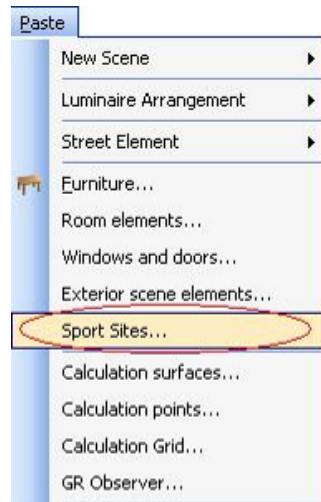 Paste
New Scene
Luminaire Arrangement
Street Element
Furniture...
Room elements...
Windows and doors...
Exterior scene elements...
Sport Sites...
Calculation surfaces...
Calculation points...
Calculation Grid...
GR Observer...